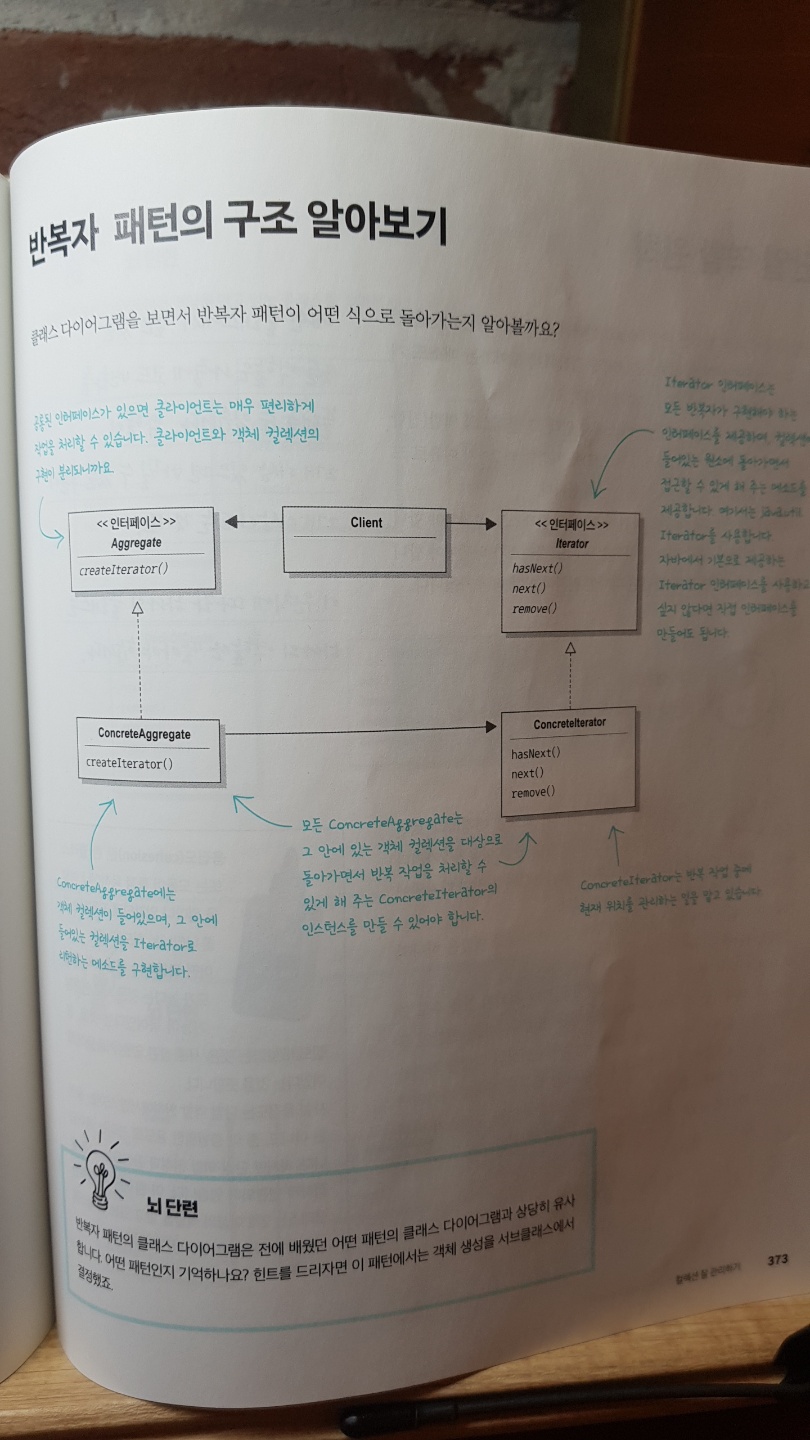 반복자 패턴의 구조 알아보기
클래스 다이어그램을 보면서 반복자 패턴이 어떤 식으로 돌아가는지 알아볼까요?
공통된 인터페이스가 있으면 클라이언트는 매우 편리하게
작업을 처리할 수 있습니다. 클라이언트와 객체 컬렉션의
구현이 분리되니까요.
Iterator 인터페이스는
모든 반복자가 구현해야 하는
인터페이스를 제공하며, 컬렉션에
들어있는 원소에 돌아가면서
접근할 수 있게 해 주는 메소드를
제공합니다. 여기서는 java.util.
Iterator를 사용합니다.
자바에서 기본으로 제공하는
Iterator 인터페이스를 사용하고
싶지 않다면 직접 인터페이스를
만들어도 됩니다.
<< 인터페이스 >>
Aggregate
createIterator()
Client
<< 인터페이스 >>
Iterator
hasNext()
next()
remove()
ConcreteAggregate
createIterator()
ConcreteIterator
hasNext()
next()
remove()
ConcreteAggregate에는
객체 컬렉션이 들어있으며, 그 안에
들어있는 컬렉션을 Iterator로
리턴하는 메소드를 구현합니다.
모든 ConcreteAggregate는
그 안에 있는 객체 컬렉션을 대상으로
돌아가면서 반복 작업을 처리할 수
있게 해 주는 ConcreteIterator의
인스턴스를 만들 수 있어야 합니다.
ConcreteIterator는 반복 작업 중에
현재 위치를 관리하는 일을 맡고 있습니다.
뇌 단련
반복자 패턴의 클래스 다이어그램은 전에 배웠던 어떤 패턴의 클래스 다이어그램과 상당히 유사
합니다. 어떤 패턴인지 기억하나요? 힌트를 드리자면 이 패턴에서는 객체 생성을 서브클래스에서
결정했죠.
컬렉션 잘 관리하기 373